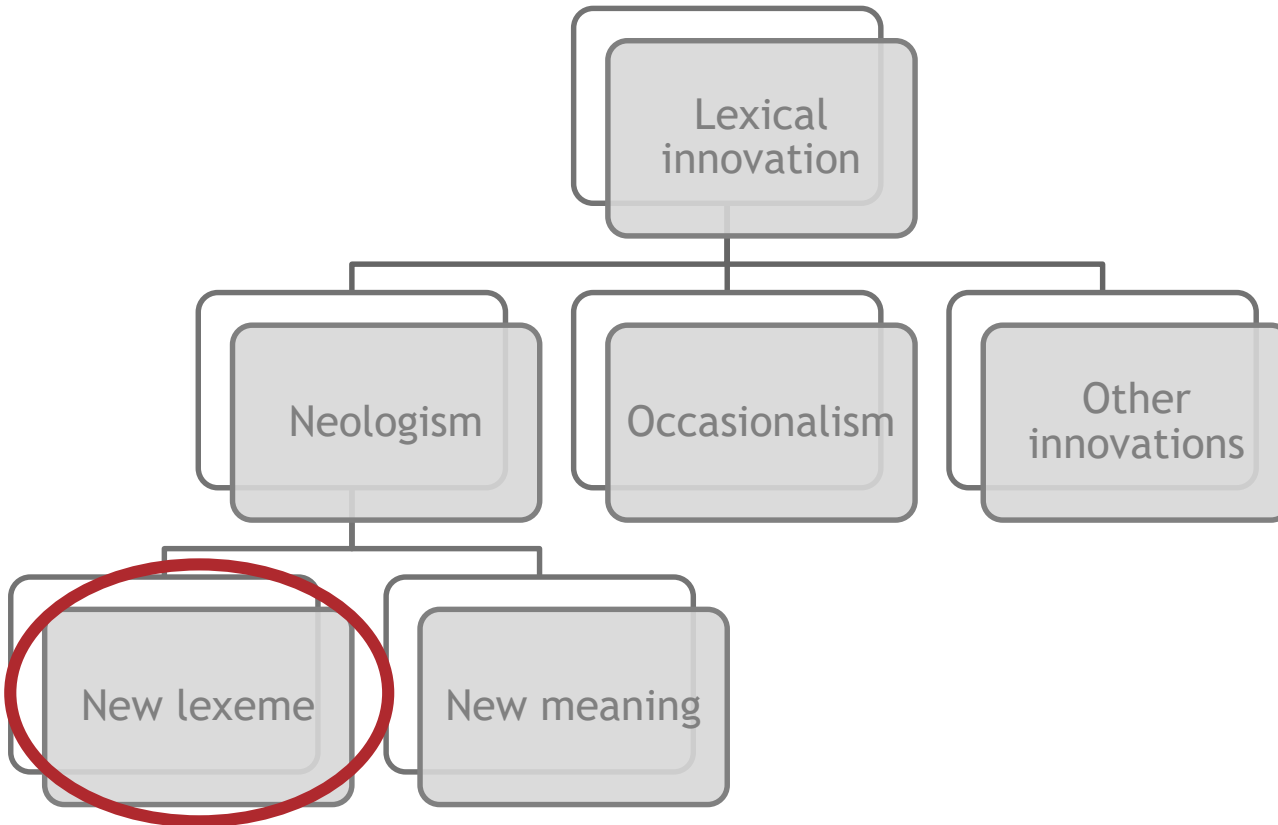 Lexical
innovation
Neologism
Occasionalism
Other
innovations
New lexeme
New meaning